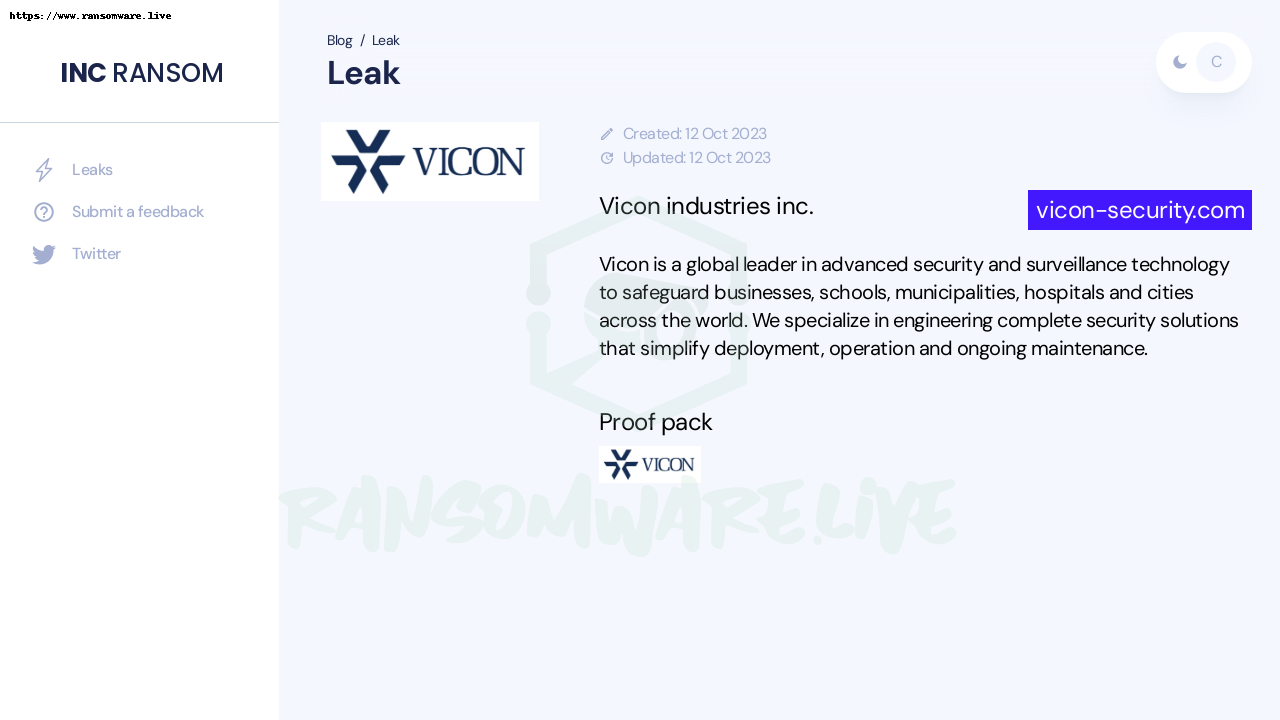 https://www.ransomware.live
INC RANSOM
Leaks
Submit a feedback
Twitter
Blog / Leak
Leak
C
VICON
Created: 12 Oct 2023
Updated: 12 Oct 2023
Vicon industries inc.
vicon-security.com
Vicon is a global leader in advanced security and surveillance technology
to safeguard businesses, schools, municipalities, hospitals and cities
across the world. We specialize in engineering complete security solutions
that simplify deployment, operation and ongoing maintenance.
Proof pack
VICON
RANSOMWARE.LIVE